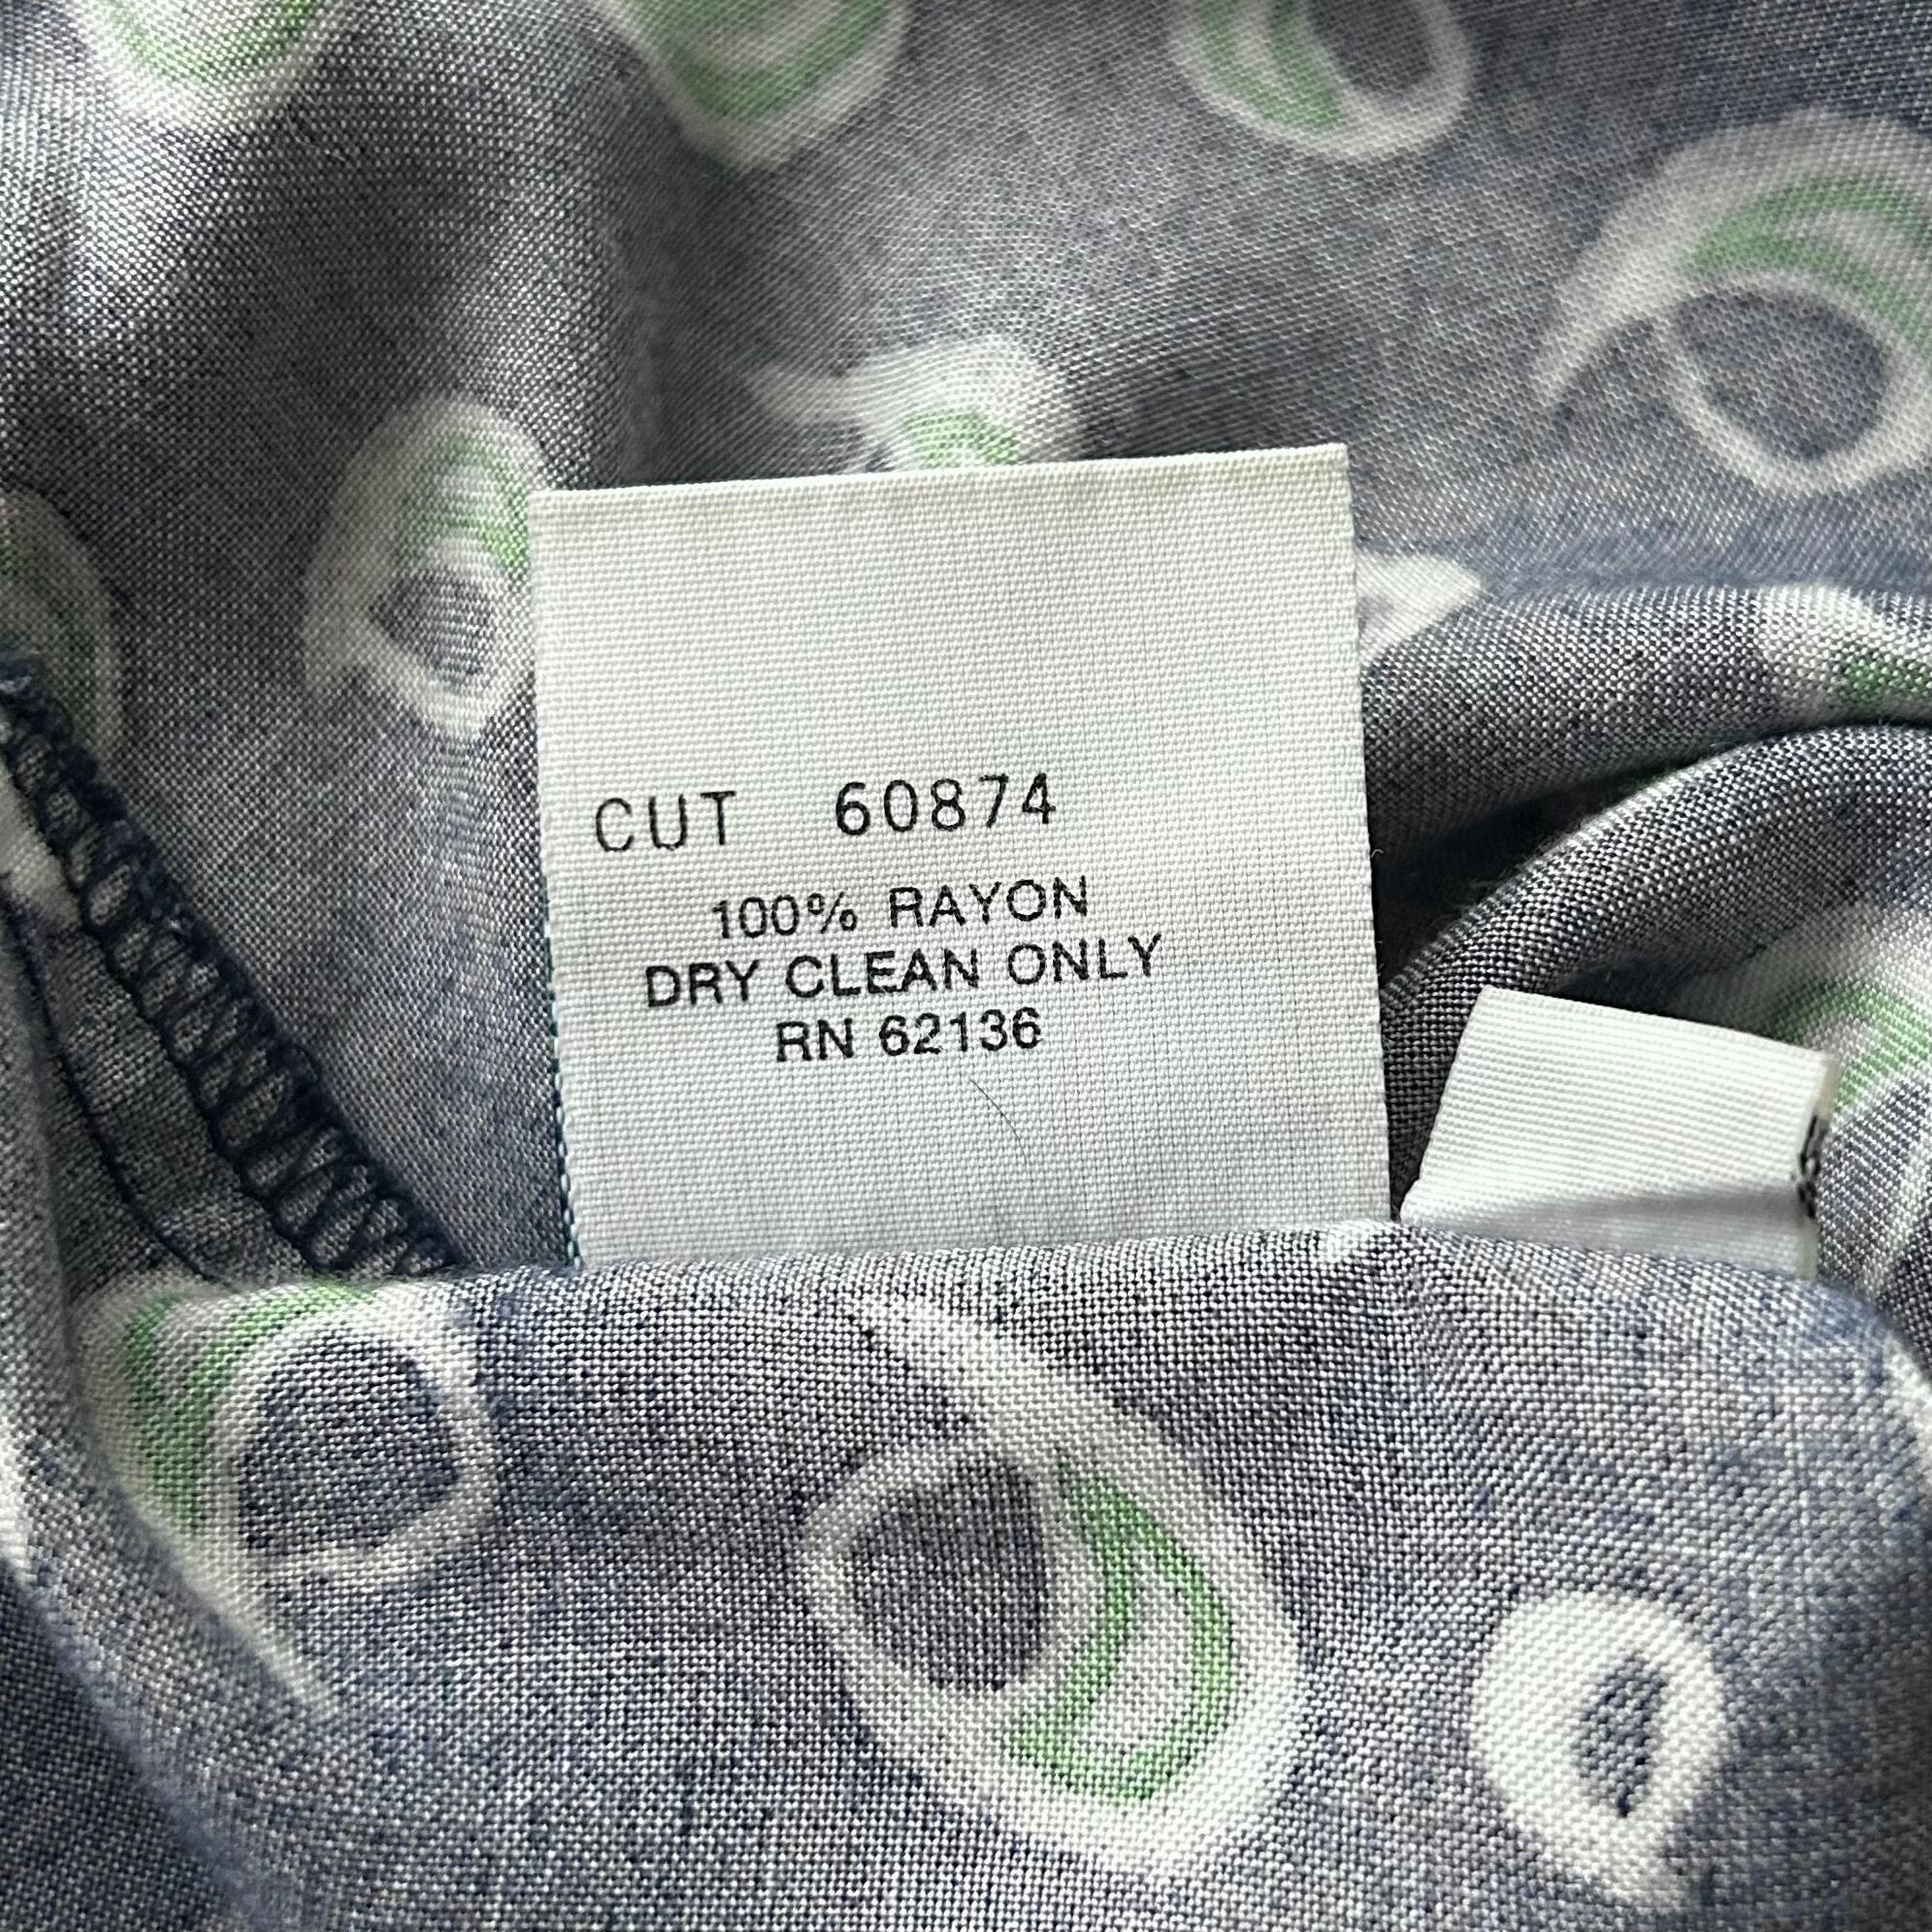 CUT 60874
100% RAYON
DRY CLEAN ONLY
RN 62136